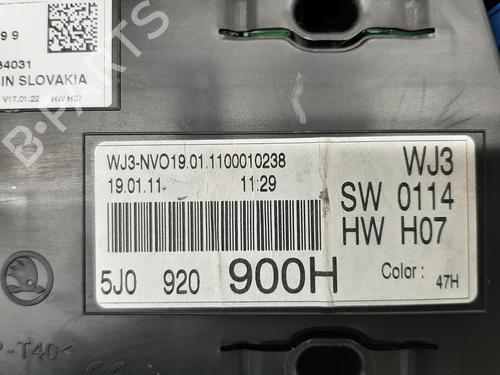 9 9
34031
IN SLOVAKIA
V17.01.22 HW H07
WJ3-NVO19.01.1100010238
19.01.11- 11:29
WJ3
SW 0114
HW H07
5J0 920 900H
Color : 47H
P-T40<
B-PARTS